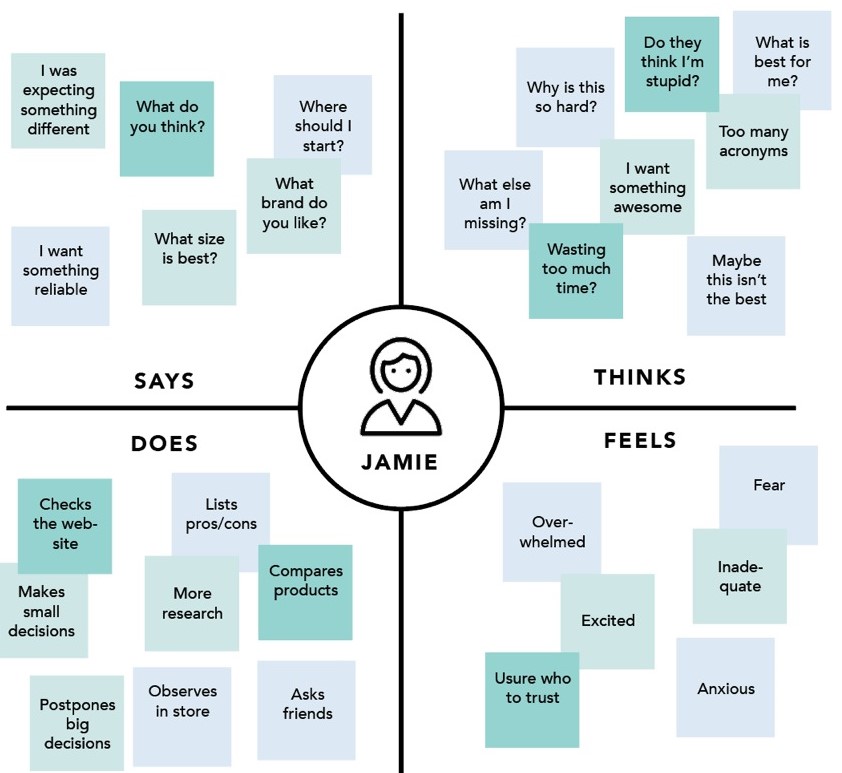 I was
expecting
something
different
What do
you think?
Where
should I
start?
What
brand do
you like?
I want
something
reliable
What size
is best?
SAYS
Why is this
so hard?
Do they
think I'm
stupid?
What is
best for
me?
Too many
acronyms
I want
something
awesome
What else
am I
missing?
Wasting
too much
time?
Maybe
this isn't
the best
THINKS
JAMIE
DOES
Checks
the web-
site
Lists
pros/cons
Makes
small
decisions
More
research
Compares
products
Postpones
big
decisions
Observes
in store
Asks
friends
FEELS
Over-
whelmed
Fear
Inade-
quate
Excited
Usure who
to trust
Anxious